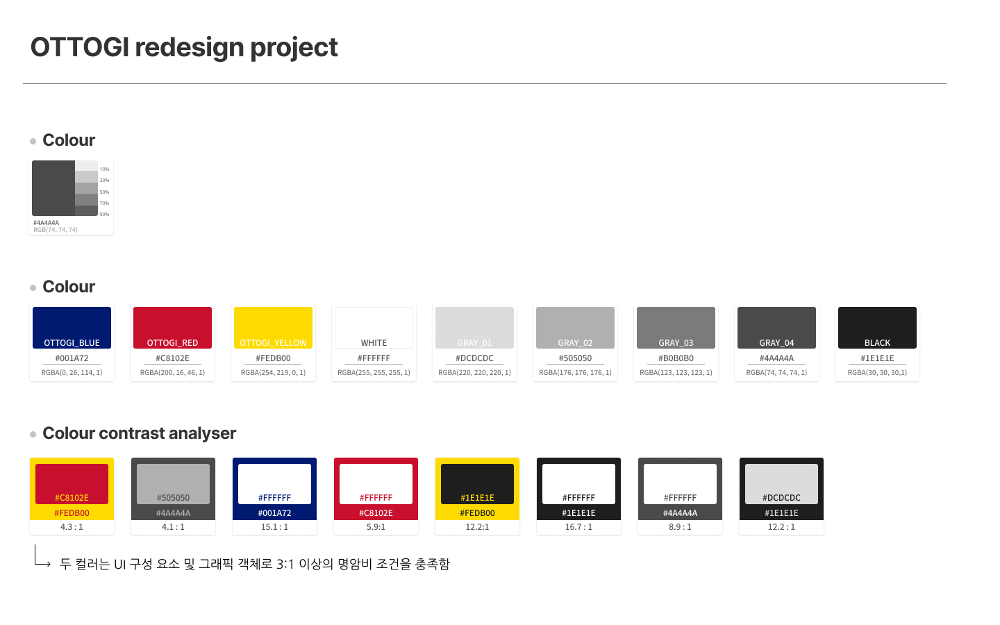 OTTOGI redesign project
Colour
10%
30%
50%
70%
90%
#4A4A4A
RGB(74, 74, 74)
Colour
OTTOGI_BLUE
#001A72
RGBA(0, 26, 114, 1)
OTTOGI_RED
#C8102E
RGBA(200, 16, 46, 1)
OTTOGI_YELLOW
#FEDB00
RGBA(254, 219, 0, 1)
WHITE
#FFFFFF
RGBA(255, 255, 255, 1)
GRAY_01
#DCDCDC
RGBA(220, 220, 220, 1)
GRAY_02
#505050
RGBA(176, 176, 176, 1)
GRAY_03
#B0B0B0
RGBA(123, 123, 123, 1)
GRAY_04
#4A4A4A
RGBA(74, 74, 74, 1)
BLACK
#1E1E1E
RGBA(30, 30, 30,1)
Colour contrast analyser
#C8102E
#FEDB00
4.3 : 1
#505050
#4A4A4A
4.1 : 1
#FFFFFF
#001A72
15.1 : 1
#FFFFFF
#C8102E
5.9:1
#1E1E1E
#FEDB00
12.2:1
#FFFFFF
#1E1E1E
16.7 : 1
#FFFFFF
#4A4A4A
8.9 : 1
#DCDCDC
#1E1E1E
12.2 : 1
두 컬러는 UI 구성 요소 및 그래픽 객체로 3:1 이상의 명암비 조건을 충족함